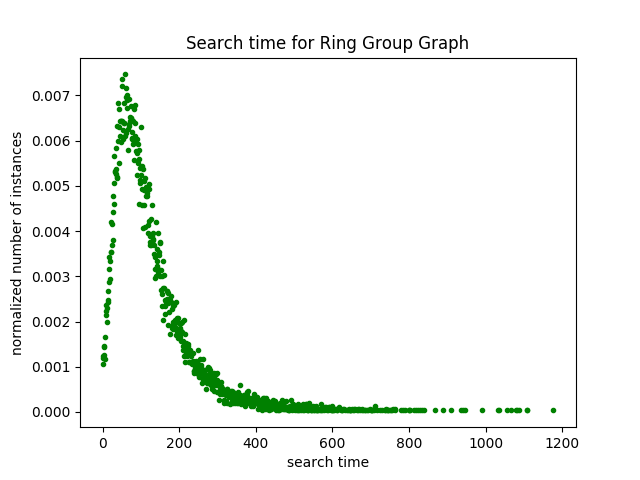 Search time for Ring Group Graph
normalized number of instances
0.007
0.006
0.005
0.004
0.003
0.002
0.001
0.000
0 200 400 600 800 1000 1200
search time